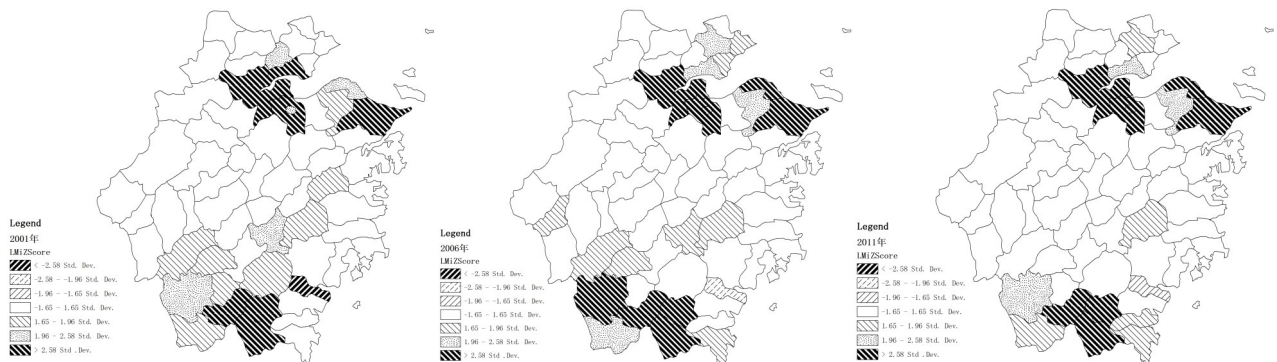 Legend
2001年
LMiZScore
< -2.58 Std. Dev.
-2.58 - -1.96 Std. Dev.
-1.96 - -1.65 Std. Dev.
-1.65 - 1.65 Std. Dev.
1.65 - 1.96 Std. Dev.
1.96 - 2.58 Std. Dev.
> 2.58 Std .Dev.
Legend
2006年
LMiZScore
< -2.58 Std. Dev.
-2.58 - -1.96 Std. Dev.
-1.96 - -1.65 Std. Dev.
-1.65 - 1.65 Std. Dev.
1.65 - 1.96 Std. Dev.
1.96 - 2.58 Std. Dev.
> 2.58 Std. Dev.
Legend
2011年
LMiZScore
< -2.58 Std. Dev.
-2.58 - -1.96 Std. Dev.
-1.96 - -1.65 Std. Dev.
-1.65 - 1.65 Std. Dev.
1.65 - 1.96 Std. Dev.
1.96 - 2.58 Std. Dev.
> 2.58 Std. Dev.